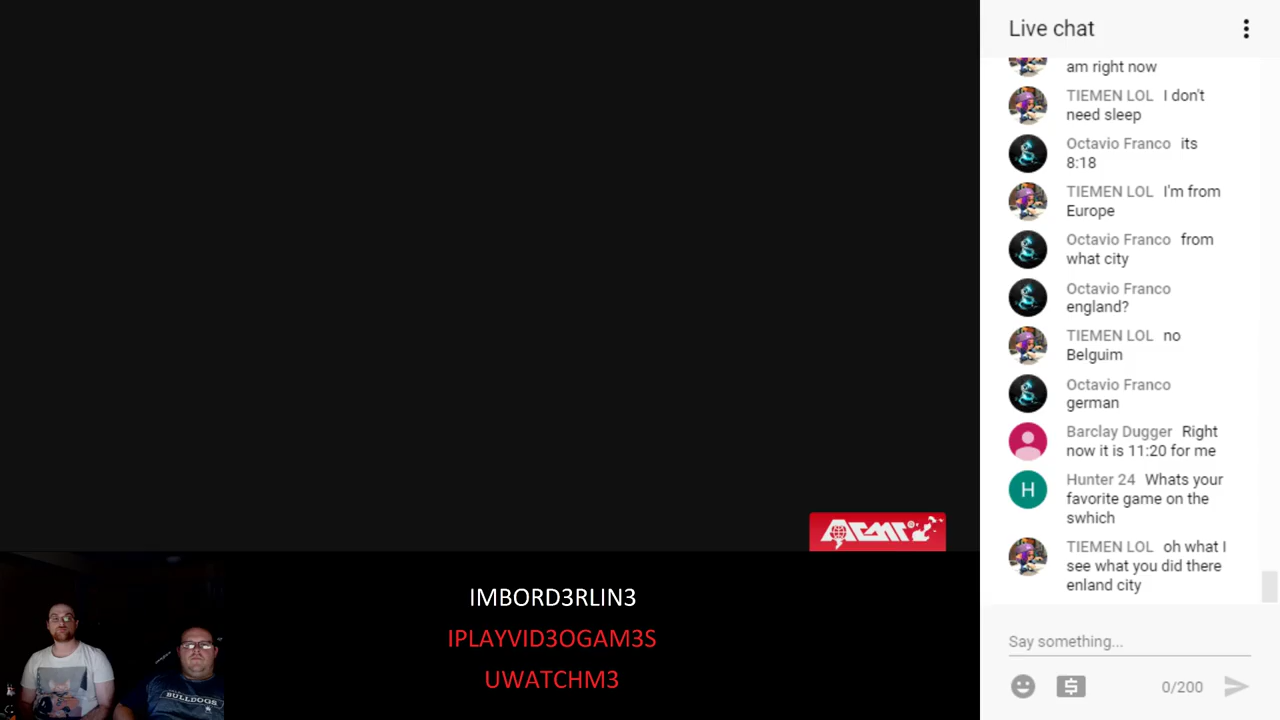 Live chat
am right now
TIEMEN LOL I don't
need sleep
Octavio Franco its
8:18
TIEMEN LOL I'm from
Europe
Octavio Franco from
what city
Octavio Franco
england?
TIEMEN LOL no
Belguim
Octavio Franco
german
Barclay Dugger Right
now it is 11:20 for me
H
Hunter 24 Whats your
favorite game on the
swhich
TIEMEN LOL oh what I
see what you did there
enland city
Say something...
0/200
IMBORD3RLIN3
IPLAYVID3OGAM3S
UWATCHM3
BULLDOGS